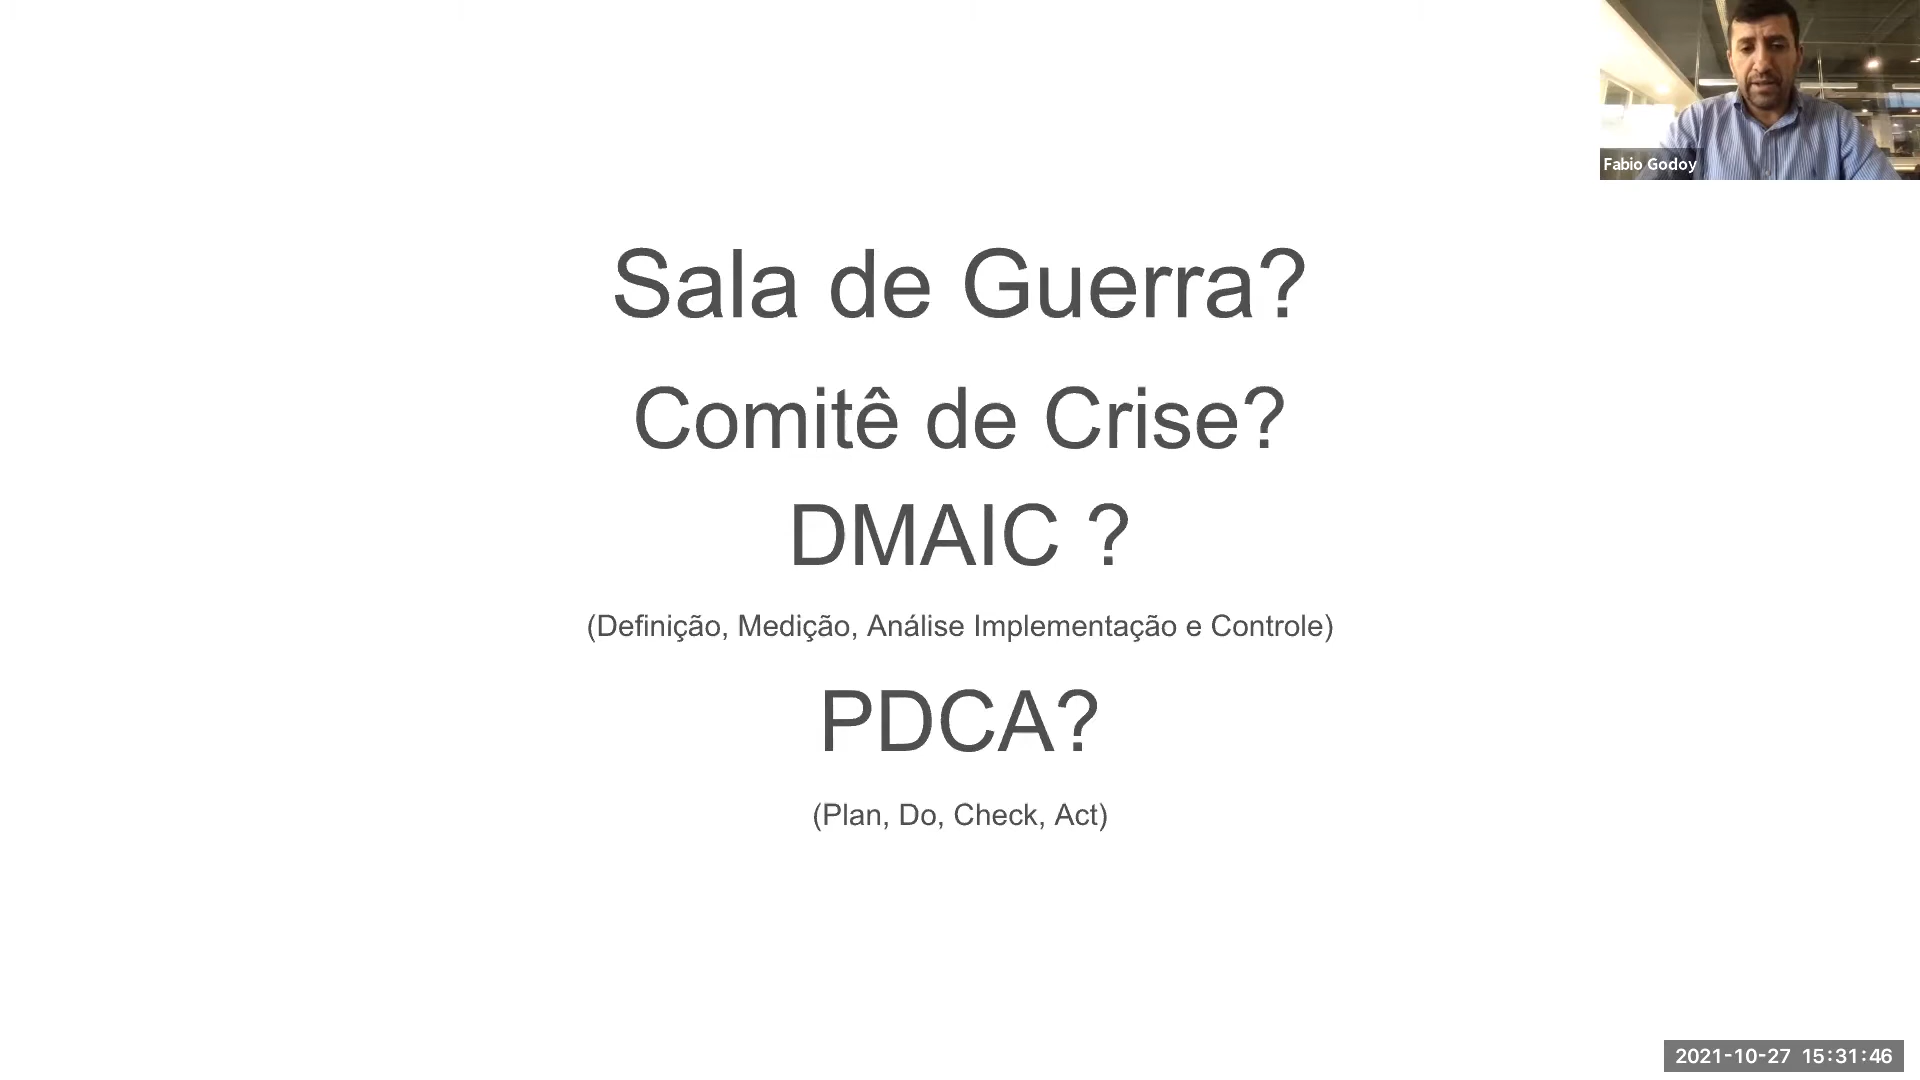 Fabio Godoy
Sala de Guerra?
Comitê de Crise?
DMAIC ?
(Definição, Medição, Análise Implementação e Controle)
PDCA?
(Plan, Do, Check, Act)
2021-10-27 15:31:46